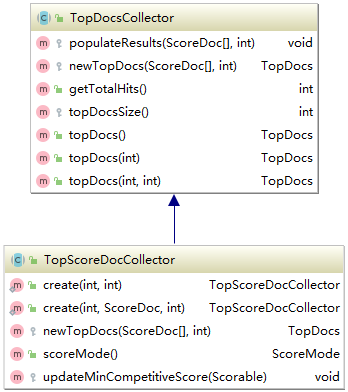 TopDocsCollector
populateResults(ScoreDoc[], int) void
newTopDocs(ScoreDoc[], int) TopDocs
getTotalHits() int
topDocsSize() int
topDocs() TopDocs
topDocs(int) TopDocs
topDocs(int, int) TopDocs
TopScoreDocCollector
create(int, int) TopScoreDocCollector
create(int, ScoreDoc, int) TopScoreDocCollector
newTopDocs(ScoreDoc[], int) TopDocs
scoreMode() ScoreMode
updateMinCompetitiveScore(Scorable) void